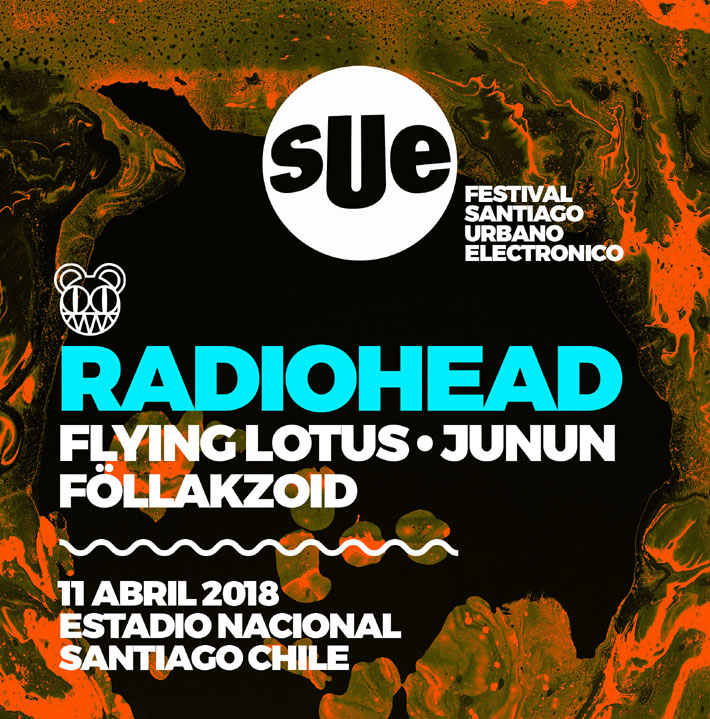 sUe
FESTIVAL
SANTIAGO
URBANO
ELECTRONICO
RADIOHEAD
FLYING LOTUS • JUNUN
FÖLLAKZOID
11 ABRIL 2018
ESTADIO NACIONAL
SANTIAGO CHILE